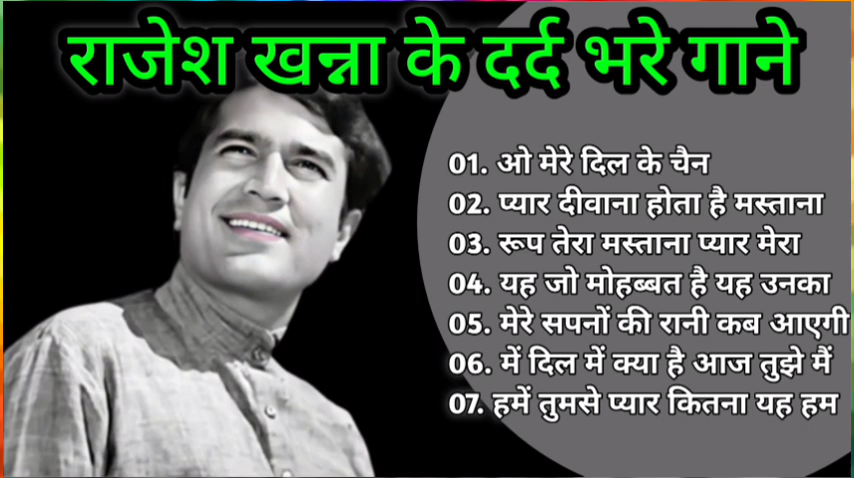 राजेश खन्ना के दर्द भरे गाने
01. ओ मेरे दिल के चैन
02. प्यार दीवाना होता है मस्ताना
03. रूप तेरा मस्ताना प्यार मेरा
04. यह जो मोहब्बत है यह उनका
05. मेरे सपनों की रानी कब आएगी
06. में दिल में क्या है आज तुझे मैं
07. हमें तुमसे प्यार कितना यह हम